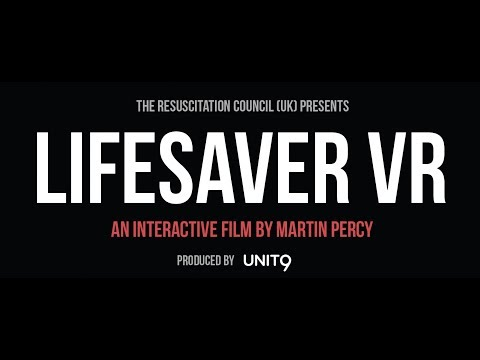 THE RESUSCITATION COUNCIL (UK) PRESENTS
LIFESAVER VR
AN INTERACTIVE FILM BY MARTIN PERCY
PRODUCED BY UNIT9